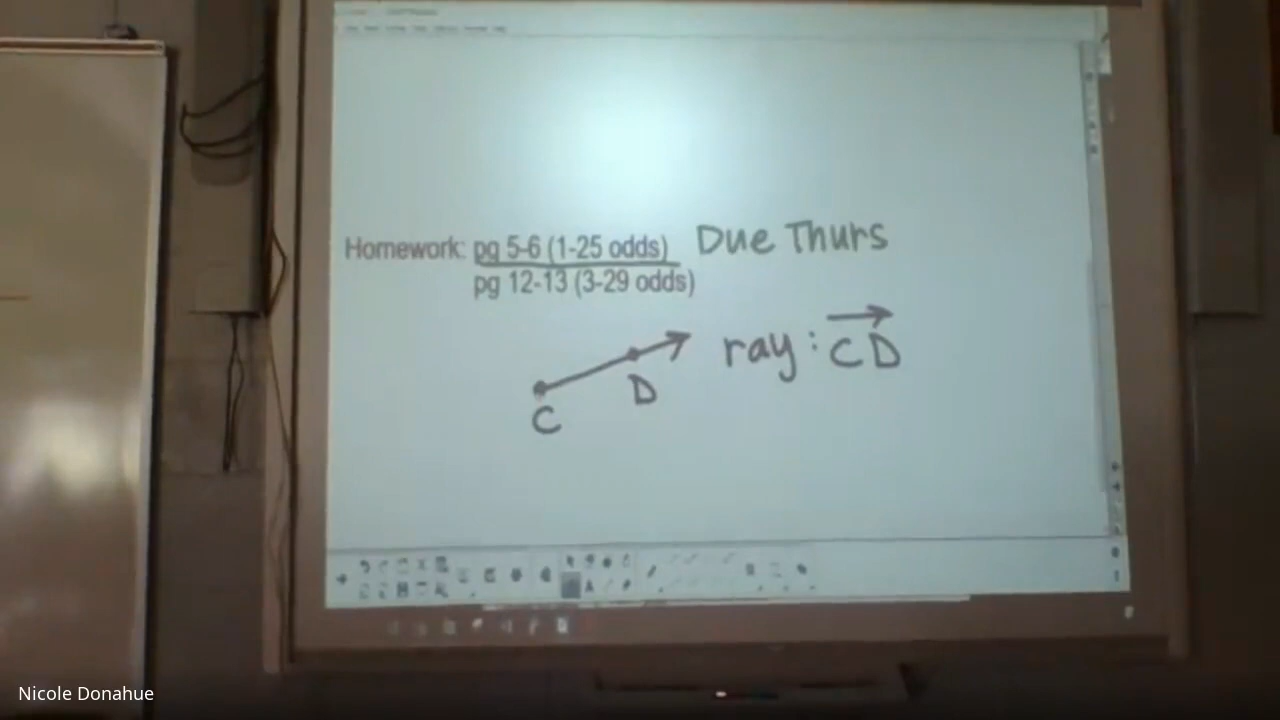 Homework: pg 5-6 (1-25 odds) Due Thurs
pg 12-13 (3-29 odds)
ray : CD
D
C
Nicole Donahue